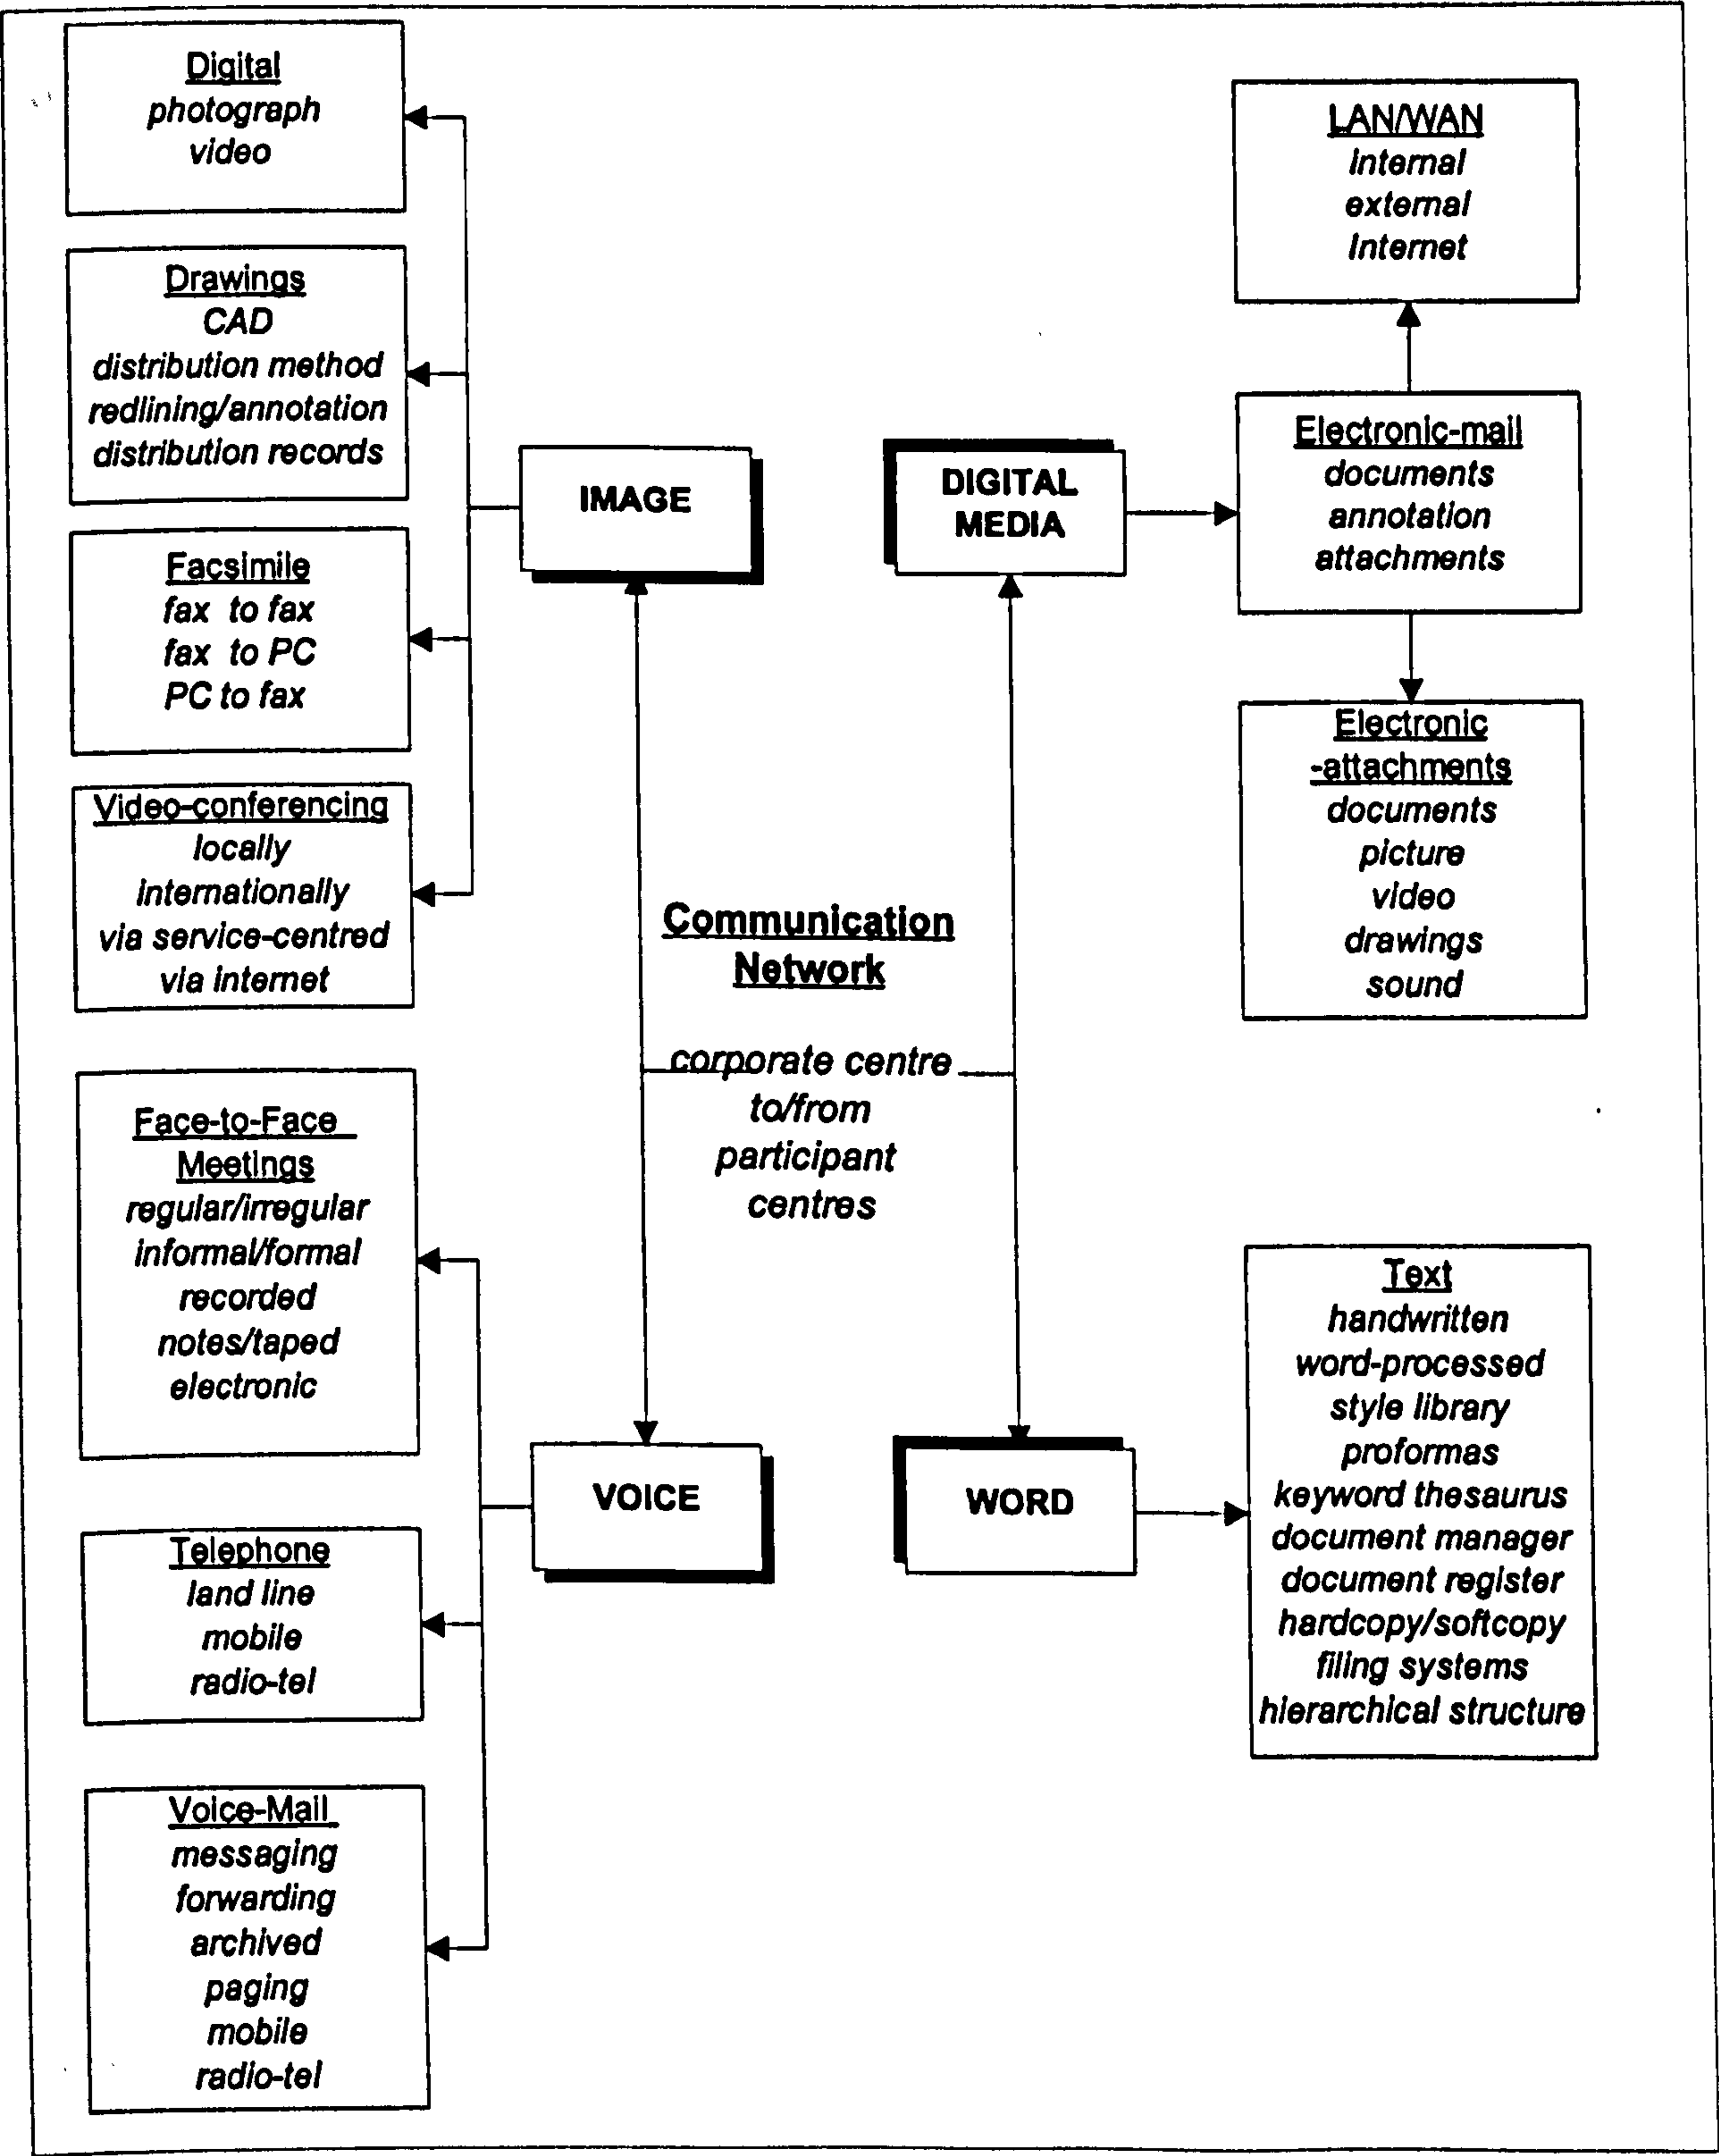 Digital
photograph
video
Drawings
CAD
distribution method
redlining/annotation
distribution records
Facsimile
fax to fax
fax to PC
PC to fax
Video-conferencing
locally
internationally
via service-centred
via internet
Face-to-Face
Meetings
regular/irregular
informal/formal
recorded
notes/taped
electronic
Telephone
land line
mobile
radio-tel
Voice-Mail
messaging
forwarding
archived
paging
mobile
radio-tel
IMAGE
VOICE
Communication
Network
corporate centre
to/from
participant
centres
DIGITAL
MEDIA
WORD
LAN/WAN
internal
external
Internet
Electronic-mail
documents
annotation
attachments
Electronic
-attachments
documents
picture
video
drawings
sound
Text
handwritten
word-processed
style library
proformas
keyword thesaurus
document manager
document register
hardcopy/softcopy
filing systems
hierarchical structure